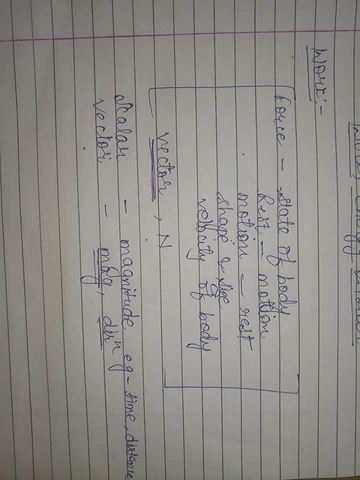 Work:-
Force - state of body
Rest - motion
motion - rest
shape & size
velocity of body
vector, N
Scalar - magnitude eg - time, distance
vector - mag, dirn